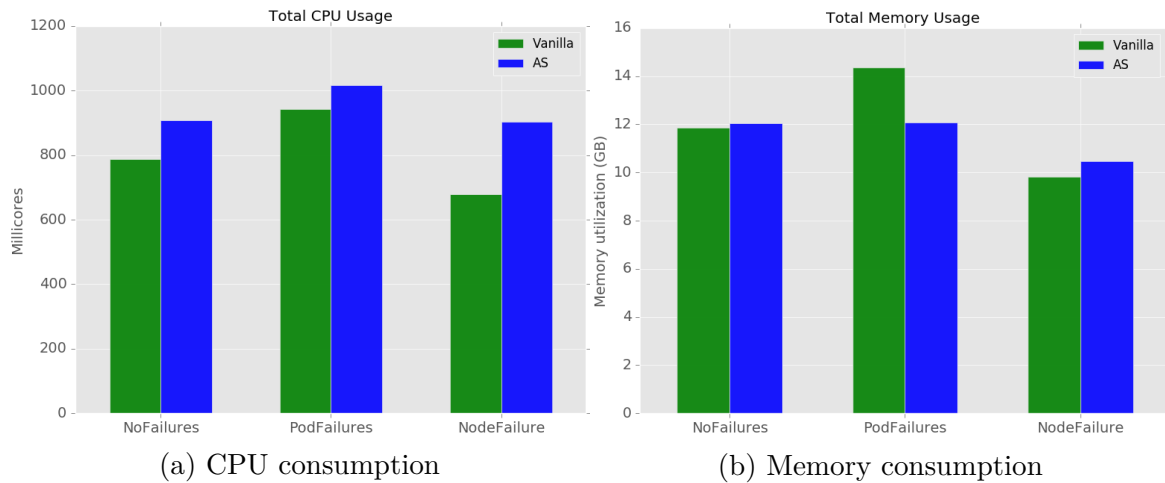 Total CPU Usage
1200
1000
800
600
400
200
0
Millicores
Vanilla
AS
NoFailures
PodFailures
NodeFailure
(a) CPU consumption
Total Memory Usage
16
14
12
10
8
6
4
2
0
Memory utilization (GB)
Vanilla
AS
NoFailures
PodFailures
NodeFailure
(b) Memory consumption